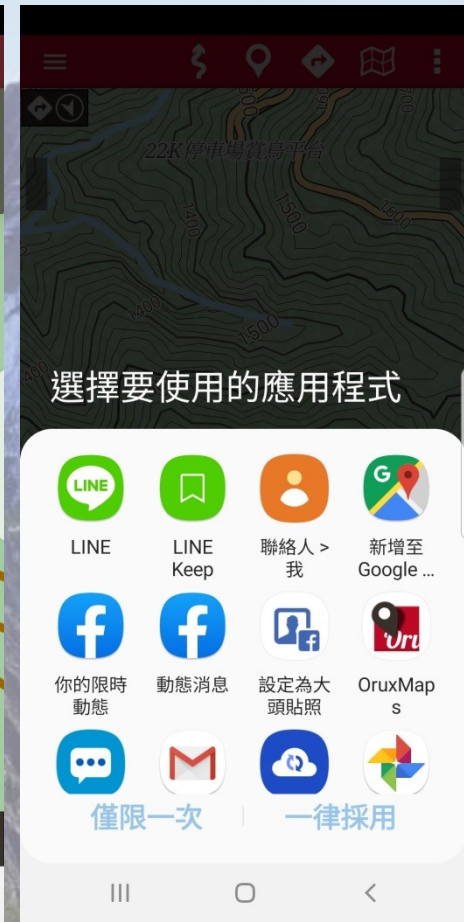 22K停車場賞鳥平台
1500
1500
1400
1500
1400
選擇要使用的應用程式
LINE
LINE
LINE
Keep
聯絡人 >
我
G
新增至
Google ...
你的限時
動態
動態消息
設定為大
頭貼照
Oru
OruxMap
s
僅限一次
一律採用